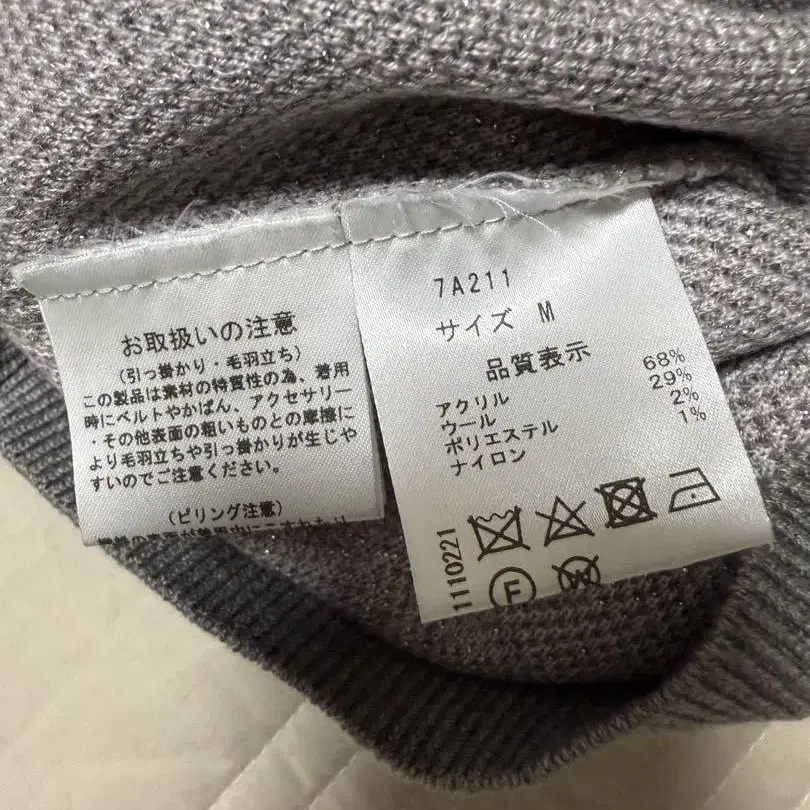 お取扱いの注意
(引っ掛かり・毛羽立ち)
この製品は素材の特質性の為、着用
時にベルトやかばん、アクセサリー
・その他表面の粗いものとの摩擦に
より毛羽立ちや引っ掛かりが生じや
すいのでご注意ください。
(ピリング注意)
7A211
サイズ M
品質表示
アクリル 68%
ウール 29%
ポリエステル 2%
ナイロン 1%
1110221
F W